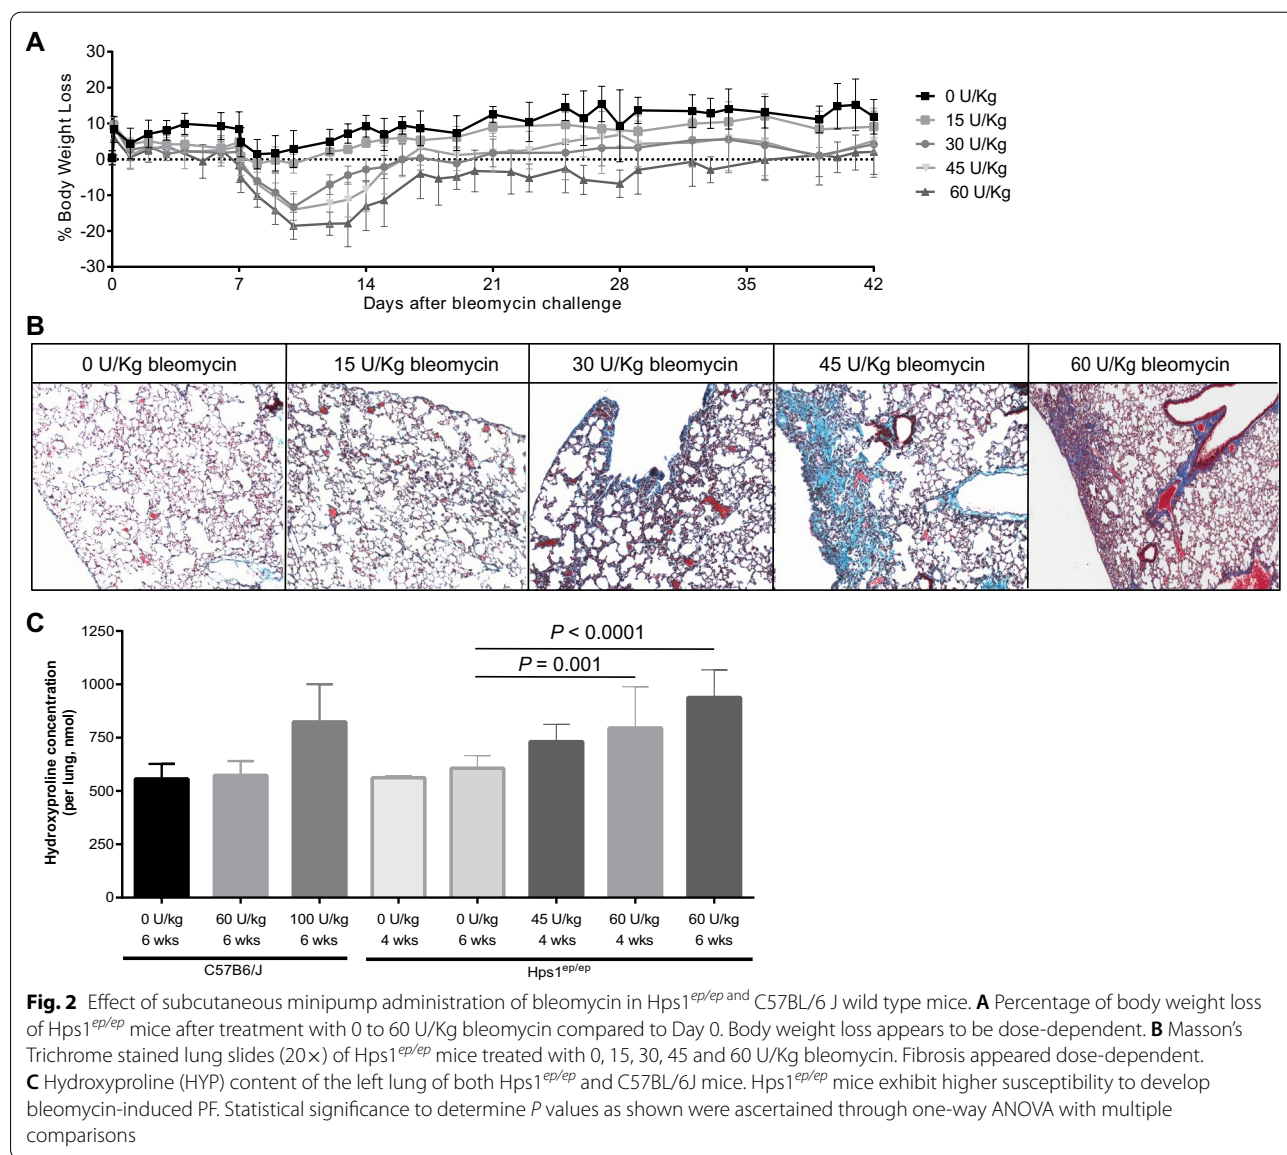 A
30
20
10
0
-10
-20
-30
% Body Weight Loss
0 7 14 21 28 35 42
Days after bleomycin challenge
0 U/Kg
15 U/Kg
30 U/Kg
45 U/Kg
60 U/Kg
B
0 U/Kg bleomycin 15 U/Kg bleomycin 30 U/Kg bleomycin 45 U/Kg bleomycin 60 U/Kg bleomycin
C
1250
1000
750
500
250
0
Hydroxyproline concentration
(per lung, nmol)
P < 0.0001
P = 0.001
0 U/kg 60 U/kg 100 U/kg 0 U/kg 0 U/kg 45 U/kg 60 U/kg 60 U/kg
6 wks 6 wks 6 wks 4 wks 6 wks 4 wks 4 wks 6 wks
C57B6/J Hps1ep/ep
Fig. 2 Effect of subcutaneous minipump administration of bleomycin in Hps1ep/ep and C57BL/6 J wild type mice. A Percentage of body weight loss
of Hps1ep/ep mice after treatment with 0 to 60 U/Kg bleomycin compared to Day 0. Body weight loss appears to be dose-dependent. B Masson’s
Trichrome stained lung slides (20×) of Hps1ep/ep mice treated with 0, 15, 30, 45 and 60 U/Kg bleomycin. Fibrosis appeared dose-dependent.
C Hydroxyproline (HYP) content of the left lung of both Hps1ep/ep and C57BL/6J mice. Hps1ep/ep mice exhibit higher susceptibility to develop
bleomycin-induced PF. Statistical significance to determine P values as shown were ascertained through one-way ANOVA with multiple
comparisons